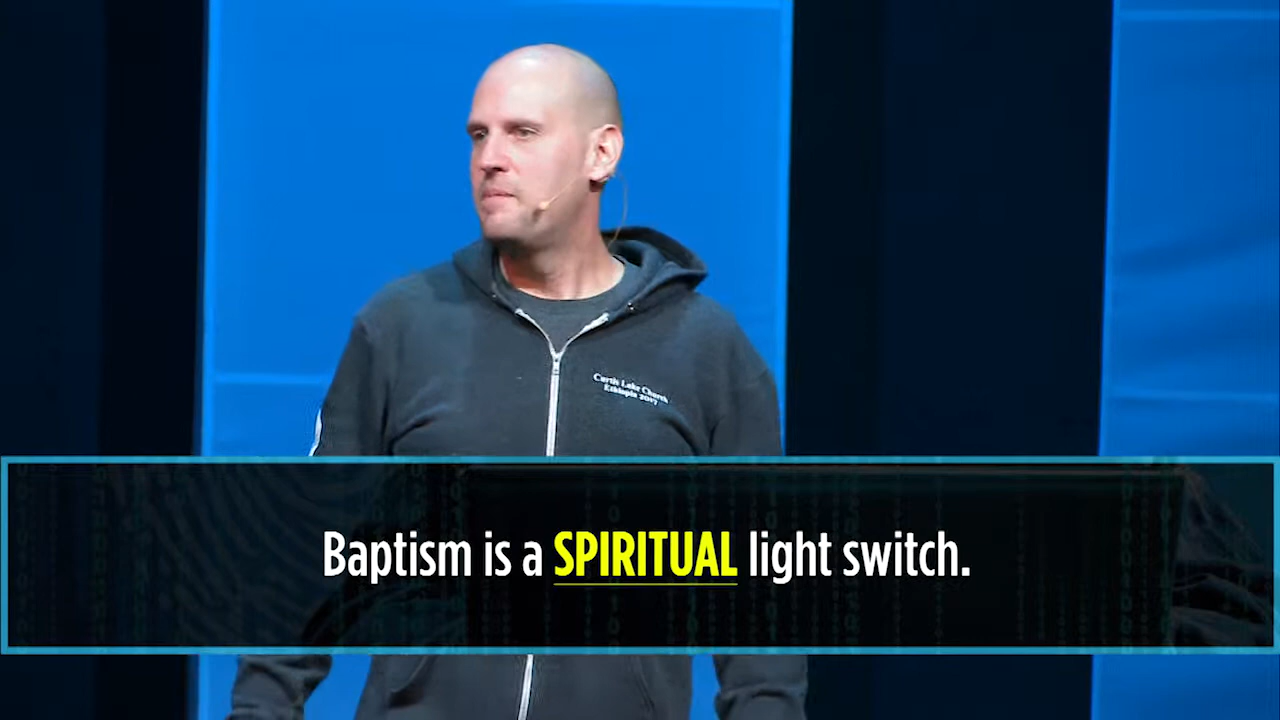 Curtis Lake Church
Ethiopia 2017
Baptism is a SPIRITUAL light switch.